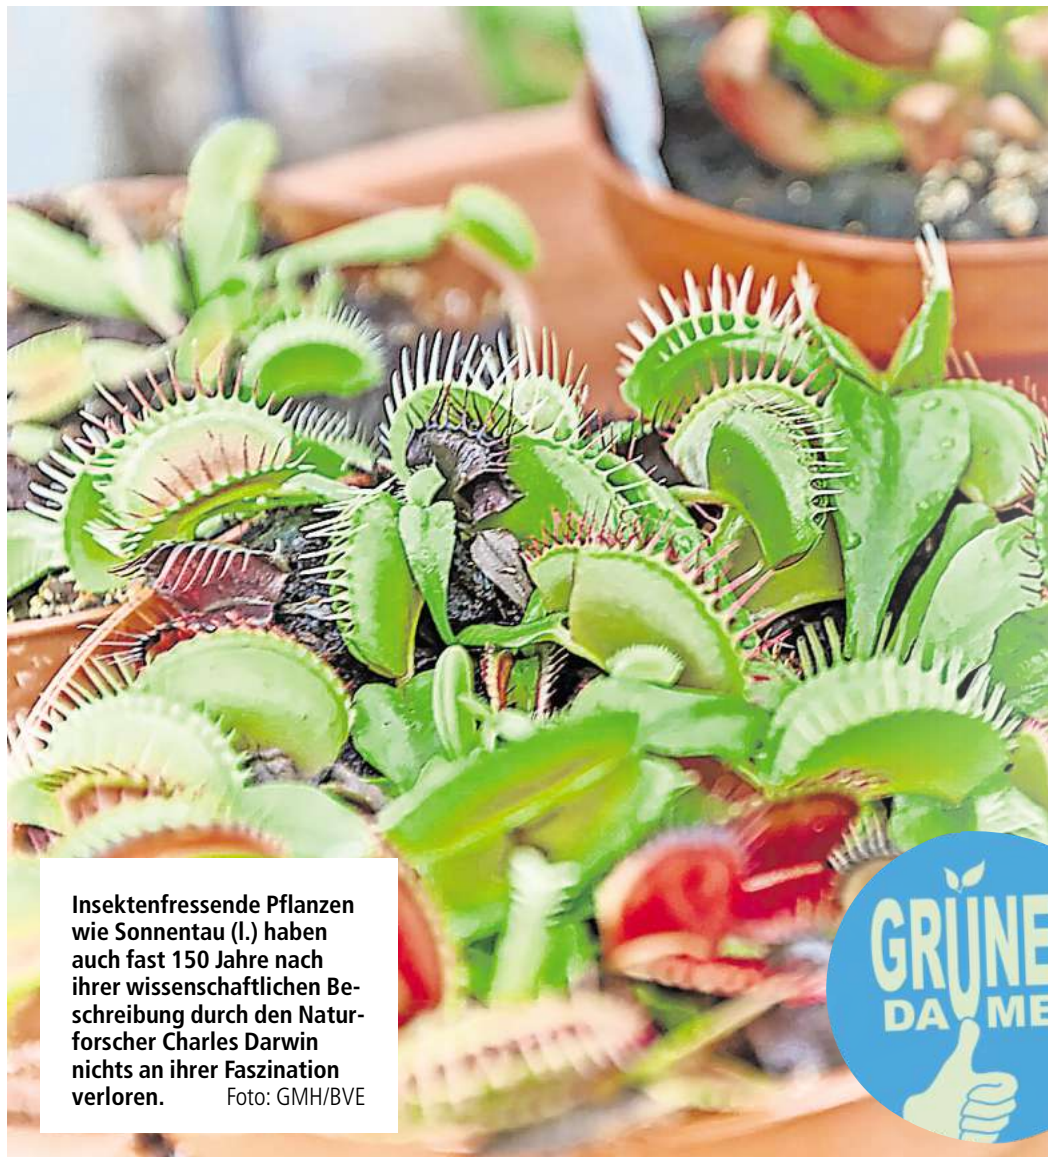 Insektenfressende Pflanzen
wie Sonnentau (l.) haben
auch fast 150 Jahre nach
ihrer wissenschaftlichen Be-
schreibung durch den Natur-
forscher Charles Darwin
nichts an ihrer Faszination
verloren. Foto: GMH/BVE
GRÜNE
DAUME